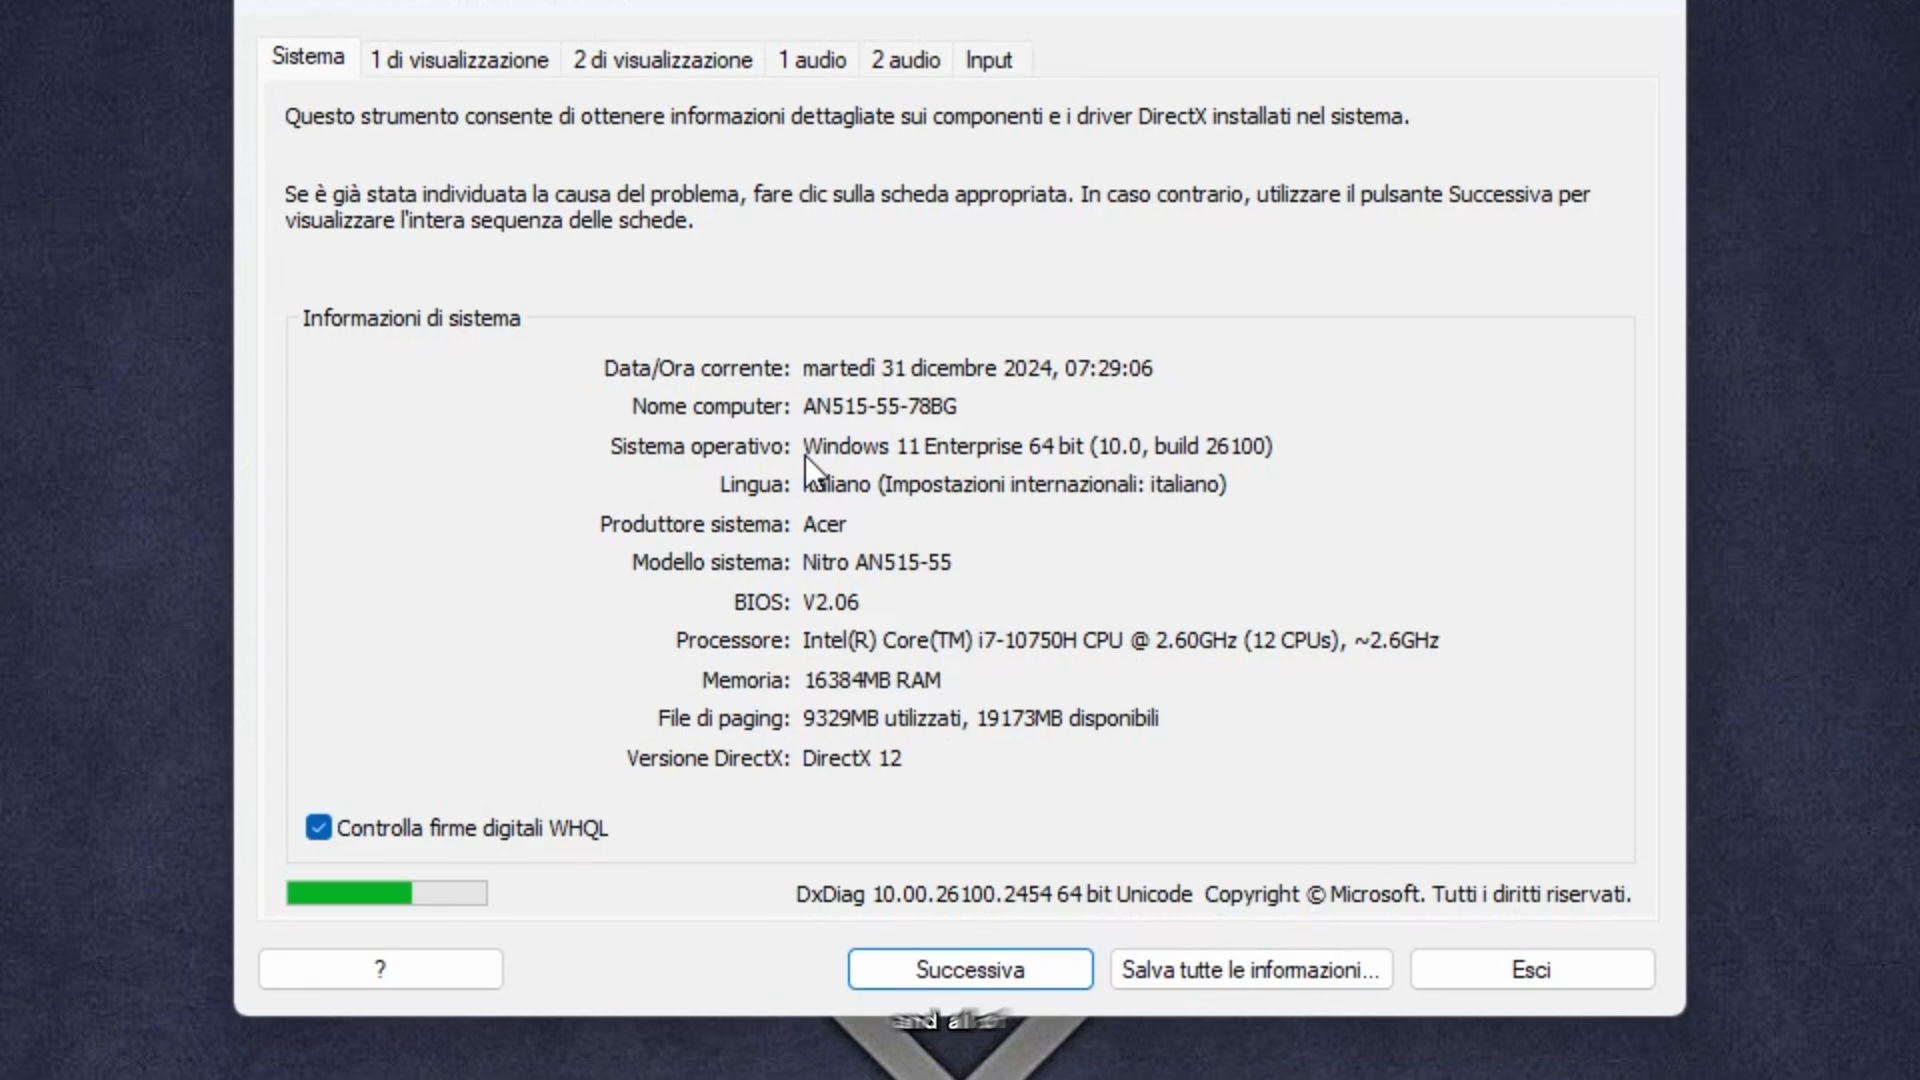 Sistema
1 di visualizzazione
2 di visualizzazione
1 audio
2 audio
Input
Questo strumento consente di ottenere informazioni dettagliate sui componenti e i driver DirectX installati nel sistema.
Se è già stata individuata la causa del problema, fare clic sulla scheda appropriata. In caso contrario, utilizzare il pulsante Successiva per
visualizzare l'intera sequenza delle schede.
Informazioni di sistema
Data/Ora corrente: martedì 31 dicembre 2024, 07:29:06
Nome computer: AN515-55-78BG
Sistema operativo: Windows 11 Enterprise 64 bit (10.0, build 26100)
Lingua: italiano (Impostazioni internazionali: italiano)
Produttore sistema: Acer
Modello sistema: Nitro AN515-55
BIOS: V2.06
Processore: Intel(R) Core(TM) i7-10750H CPU @ 2.60GHz (12 CPUs), ~2.6GHz
Memoria: 16384MB RAM
File di paging: 9329MB utilizzati, 19173MB disponibili
Versione DirectX: DirectX 12
Controlla firme digitali WHQL
DxDiag 10.00.26100.2454 64 bit Unicode Copyright © Microsoft. Tutti i diritti riservati.
?
Successiva
Salva tutte le informazioni...
Esci
and